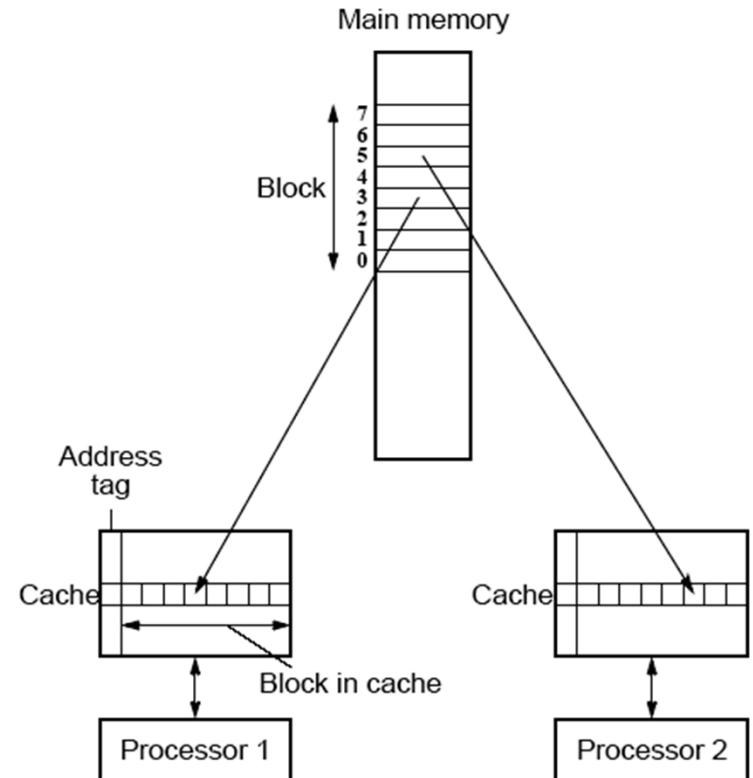 Main memory
7
6
5
Block
4
3
2
1
0
Address
tag
Cache
Cache
Block in cache
Processor 1
Processor 2